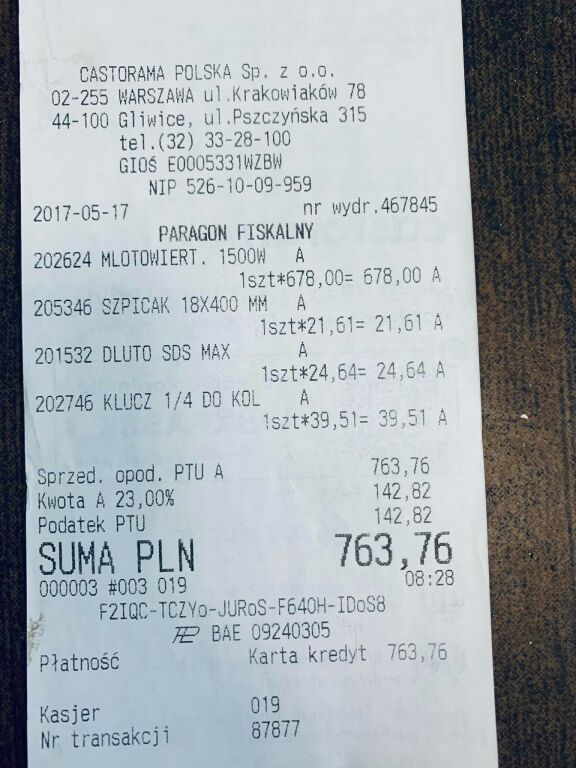 CASTORAMA POLSKA Sp. z o.o.
02-255 WARSZAWA ul.Krakowiaków 78
44-100 Gliwice, ul.Pszczyńska 315
tel.(32) 33-28-100
GIOŚ E0005331WZBW
NIP 526-10-09-959
2017-05-17 nr wydr.467845
PARAGON FISKALNY
202624 MLOTOWIERT. 1500W A
1szt*678,00= 678,00 A
205346 SZPICAK 18X400 MM A
1szt*21,61= 21,61 A
201532 DLUTO SDS MAX A
1szt*24,64= 24,64 A
202746 KLUCZ 1/4 DO KOL A
1szt*39,51= 39,51 A
Sprzed. opod. PTU A 763,76
Kwota A 23,00% 142,82
Podatek PTU 142,82
SUMA PLN 763,76
000003 #003 019 08:28
F2IQC-TCZYo-JURoS-F64OH-IDoS8
BAE 09240305
Płatność Karta kredyt 763,76
Kasjer 019
Nr transakcji 87877